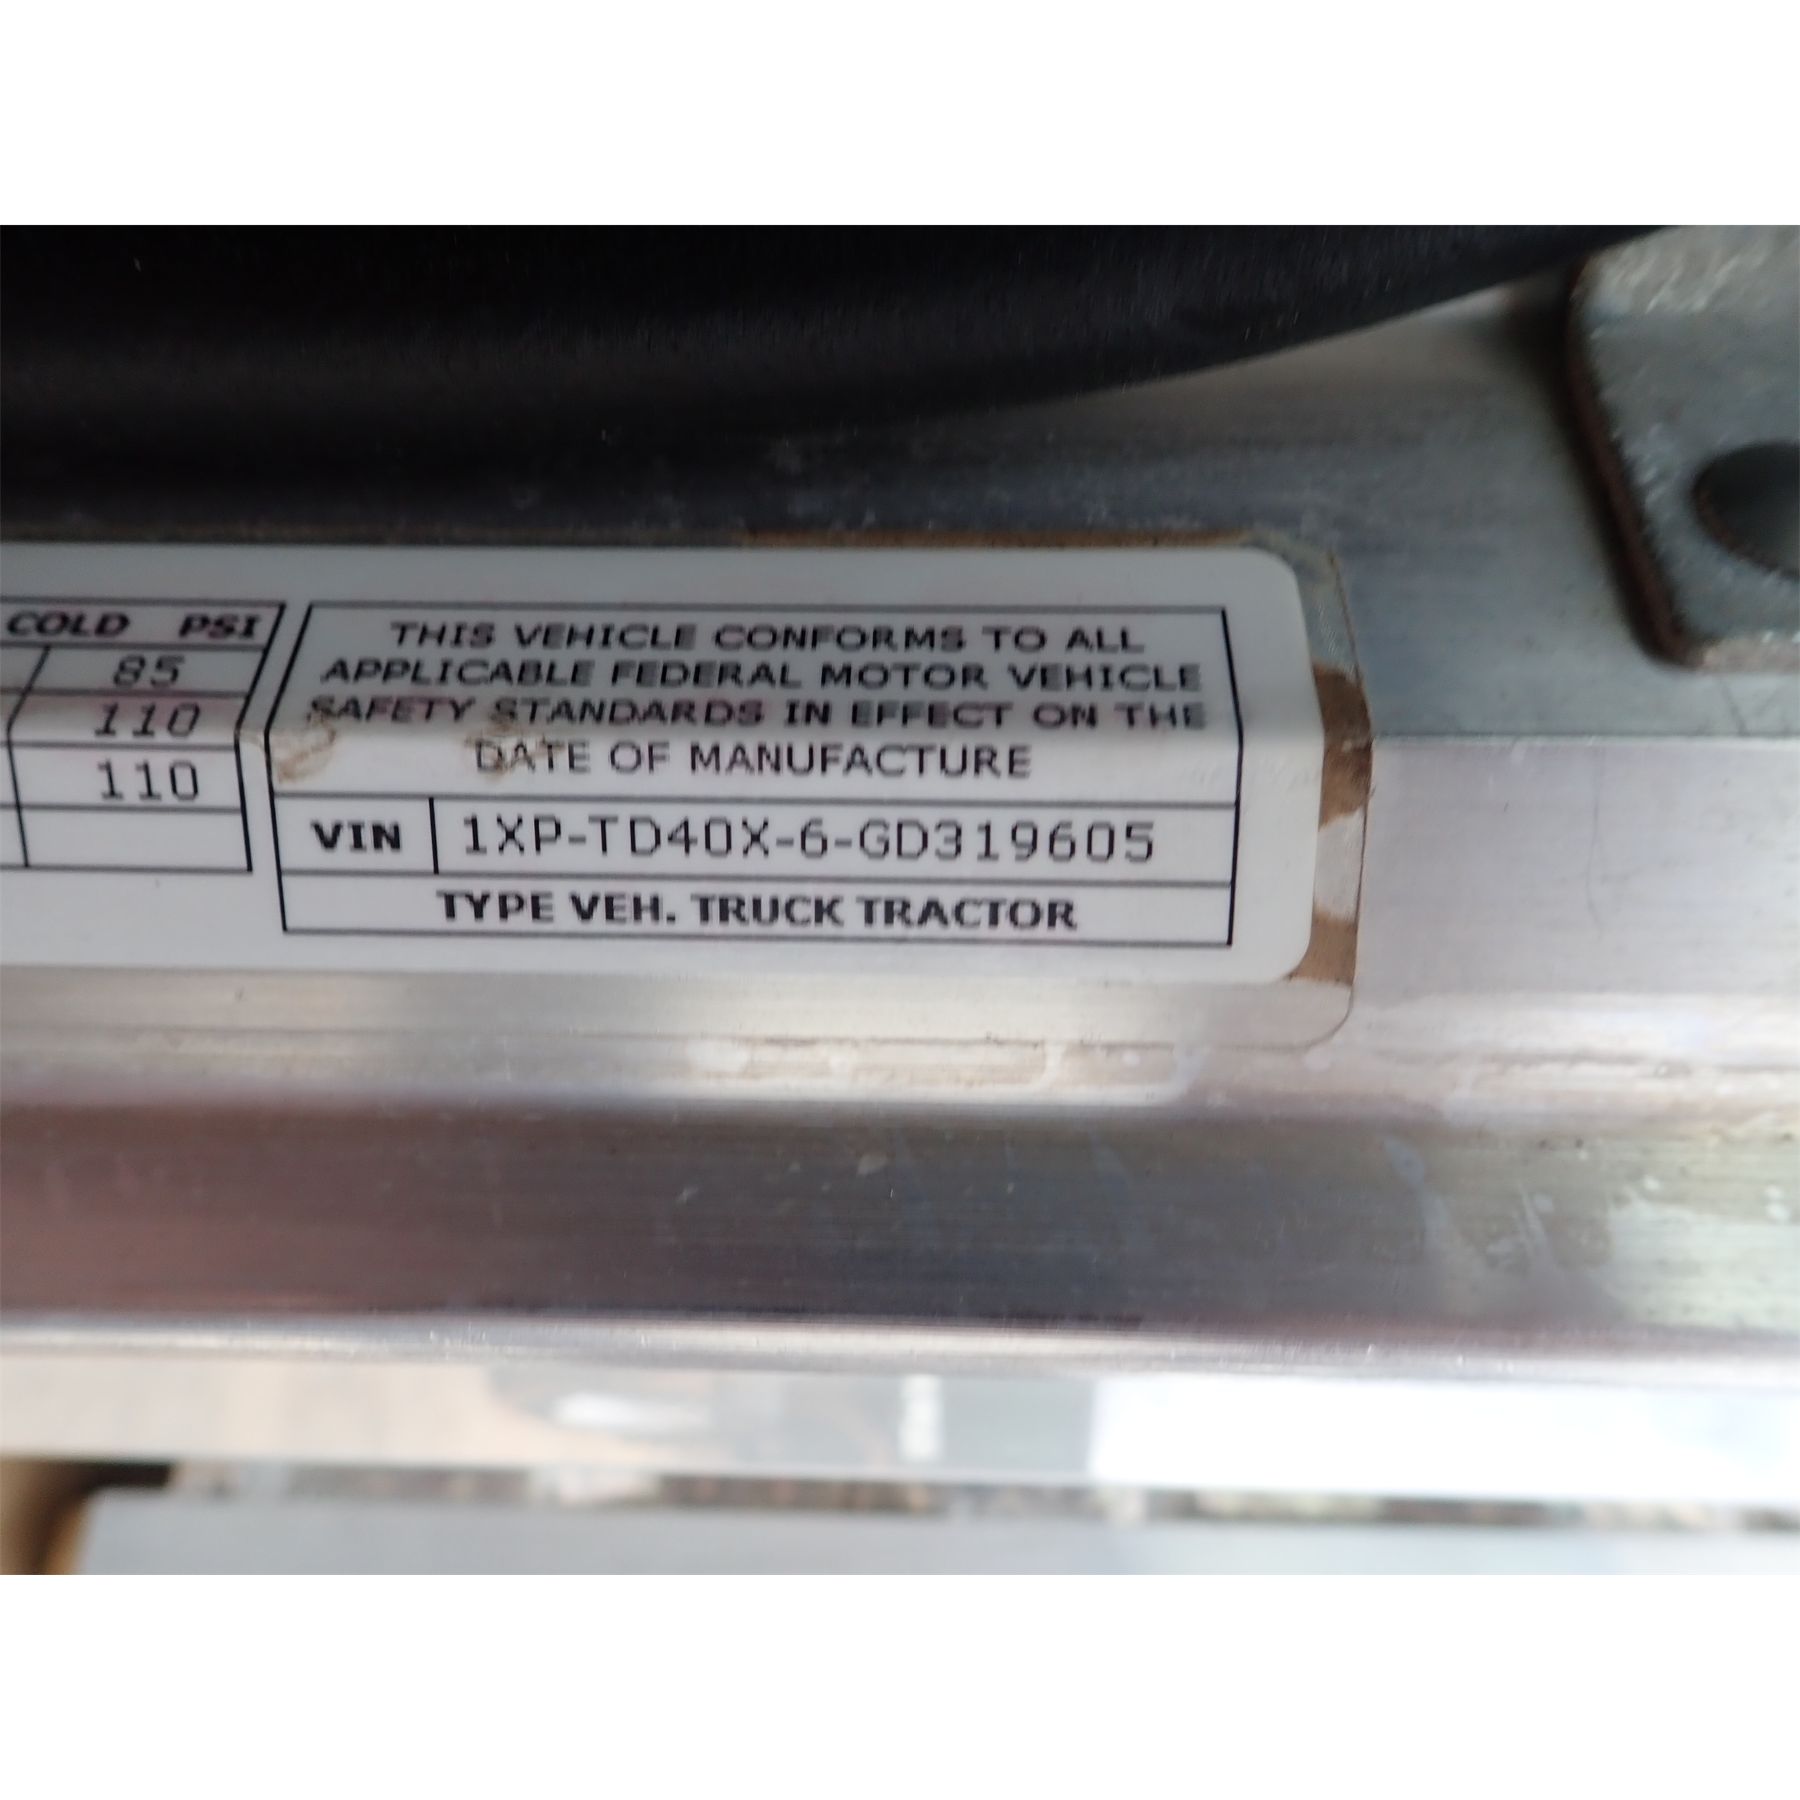 COLD PSI
85
110
110
THIS VEHICLE CONFORMS TO ALL
APPLICABLE FEDERAL MOTOR VEHICLE
SAFETY STANDARDS IN EFFECT ON THE
DATE OF MANUFACTURE
VIN 1XP-TD40X-6-GD319605
TYPE VEH. TRUCK TRACTOR